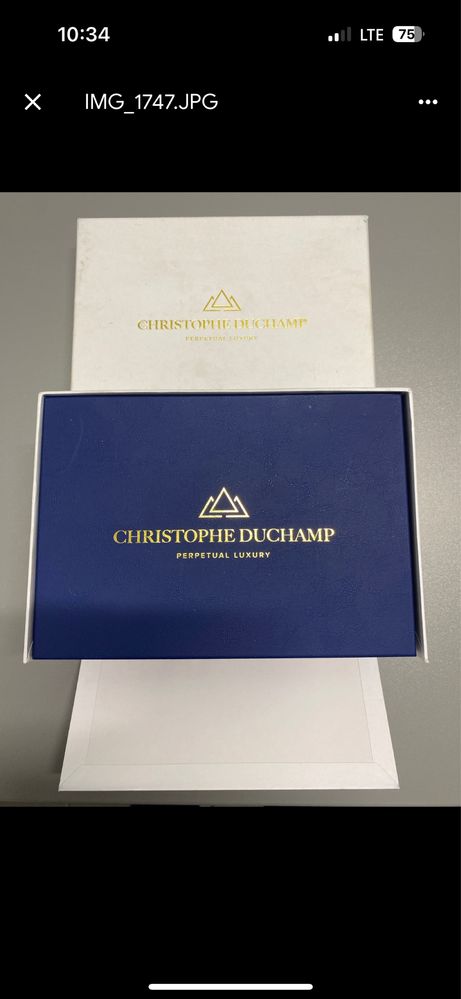 10:34
LTE
75
IMG_1747.JPG
CHRISTOPHE DUCHAMP
PERPETUAL LUXURY
CHRISTOPHE DUCHAMP
PERPETUAL LUXURY